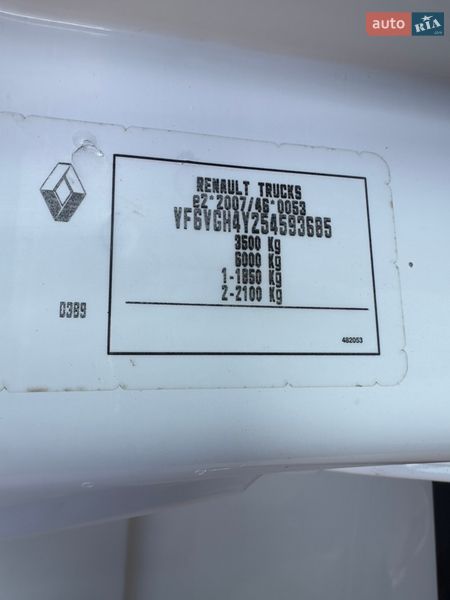 auto RIA .com
RENAULT TRUCKS
e2*2007/46*0053
VF6VGH4Y254593685
3500 Kg
6000 Kg
1-1850 Kg
2-2100 Kg
D3B9
482053